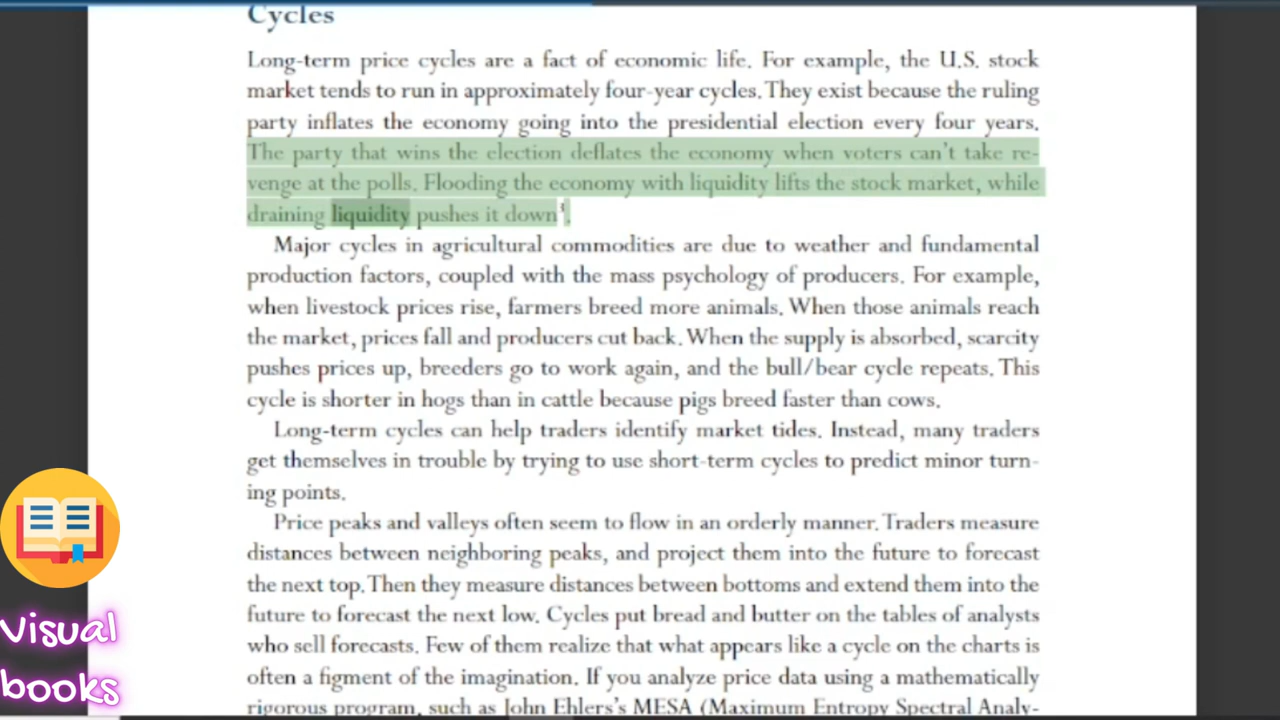 Cycles
Long-term price cycles are a fact of economic life. For example, the U.S. stock
market tends to run in approximately four-year cycles. They exist because the ruling
party inflates the economy going into the presidential election every four years.
The party that wins the election deflates the economy when voters can't take re-
venge at the polls. Flooding the economy with liquidity lifts the stock market, while
draining liquidity pushes it down.
Major cycles in agricultural commodities are due to weather and fundamental
production factors, coupled with the mass psychology of producers. For example,
when livestock prices rise, farmers breed more animals. When those animals reach
the market, prices fall and producers cut back. When the supply is absorbed, scarcity
pushes prices up, breeders go to work again, and the bull/bear cycle repeats. This
cycle is shorter in hogs than in cattle because pigs breed faster than cows.
Long-term cycles can help traders identify market tides. Instead, many traders
get themselves in trouble by trying to use short-term cycles to predict minor turn-
ing points.
Price peaks and valleys often seem to flow in an orderly manner. Traders measure
distances between neighboring peaks, and project them into the future to forecast
the next top. Then they measure distances between bottoms and extend them into the
future to forecast the next low. Cycles put bread and butter on the tables of analysts
who sell forecasts. Few of them realize that what appears like a cycle on the charts is
often a figment of the imagination. If you analyze price data using a mathematically
rigorous program, such as John Ehlers's MESA (Maximum Entropy Spectral Analy-
Visual
books